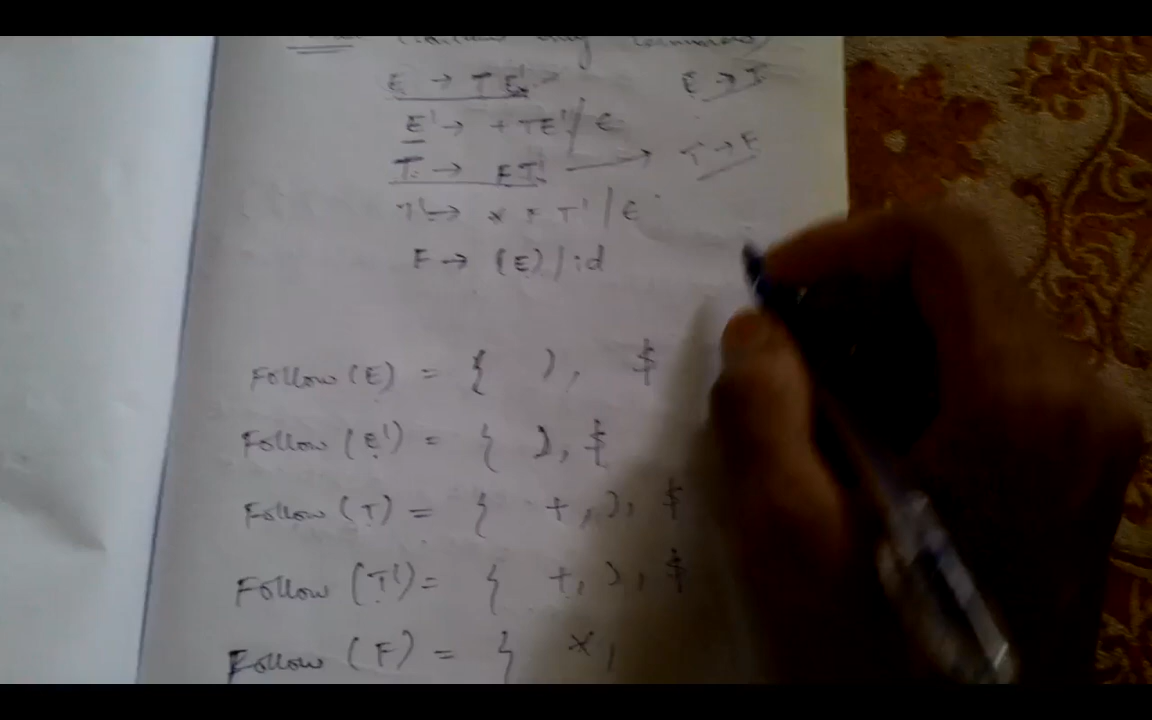 E → TE' E → T
E' → +TE' / ε
T → FT' → T → F
T' → * F T' / ε
F → (E) / id
Follow (E) = { ), $
Follow (E') = { ), $
Follow (T) = { +, ), $
Follow (T') = { +, ), $
Follow (F) = { *,